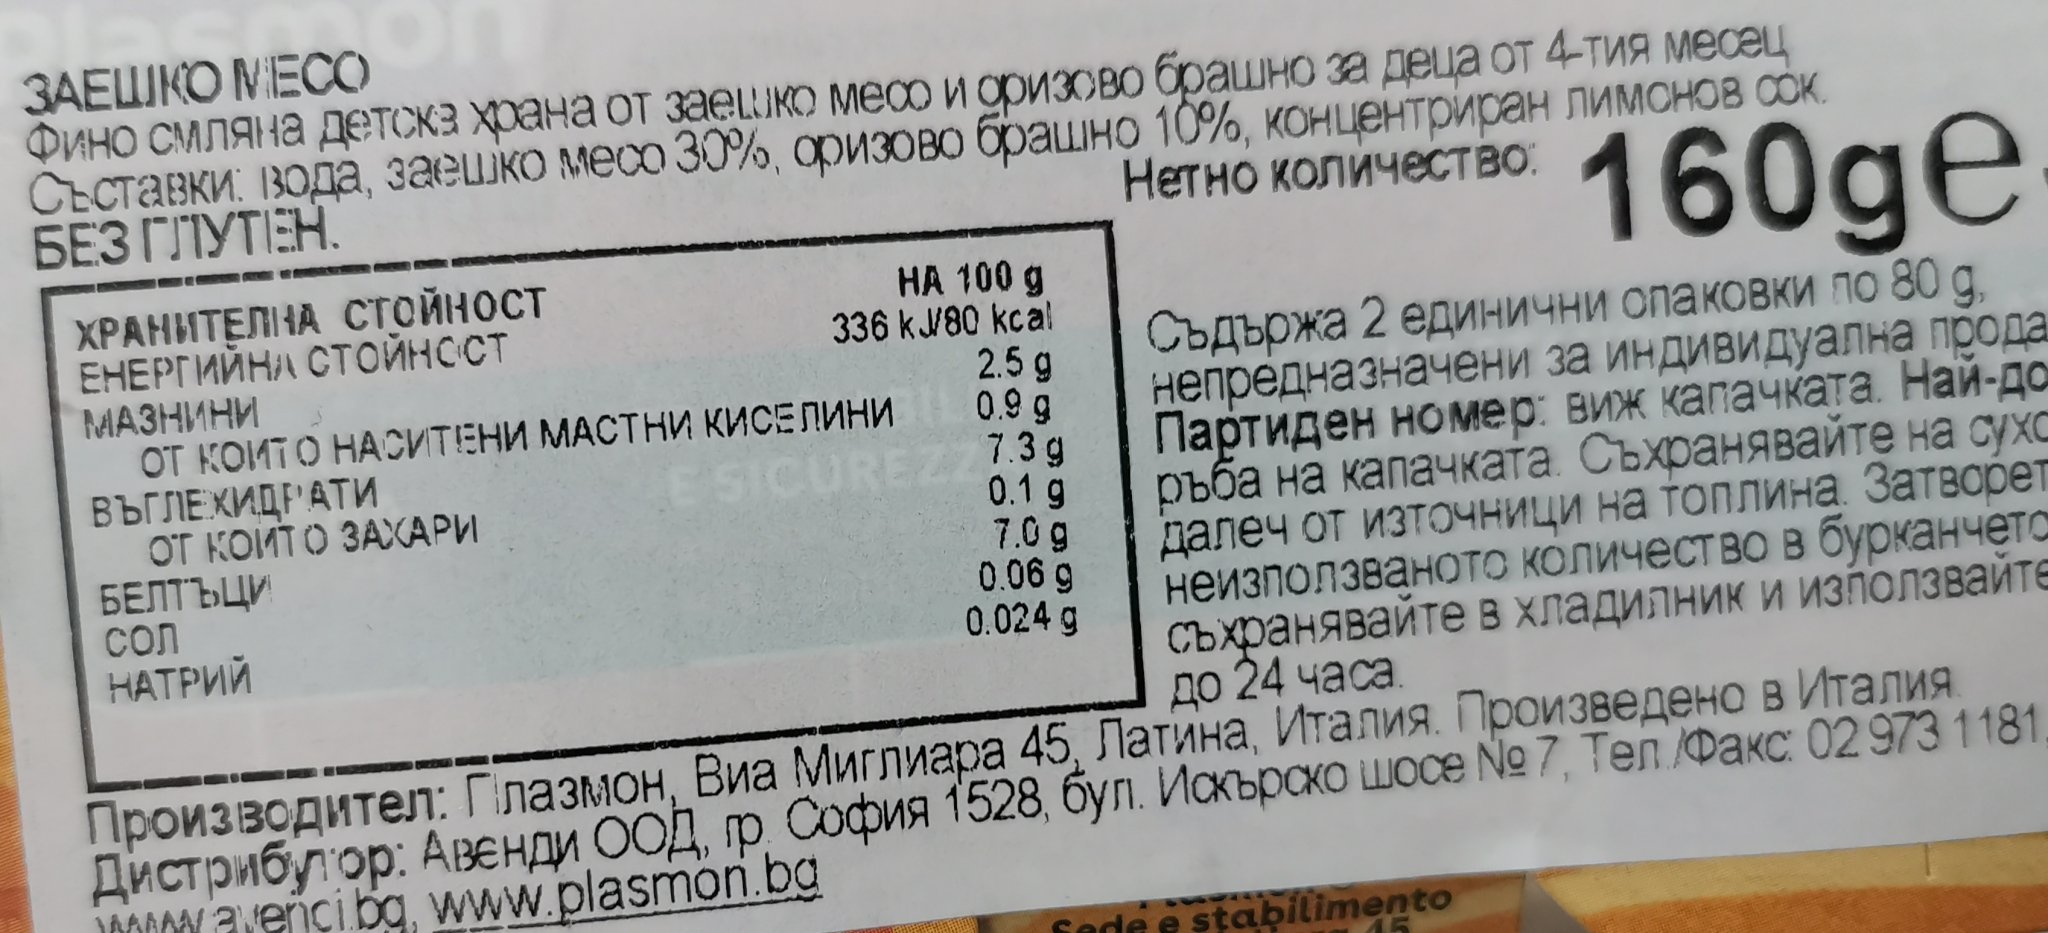 plasmon
ЗАЕШКО МЕСО
Фино смляна детска храна от заешко месо и оризово брашно за деца от 4-тия месец
Съставки: вода, заешко месо 30%, оризово брашно 10%, концентриран лимонов сок.
БЕЗ ГЛУТЕН.
Нетно количество: 160g e
ХРАНИТЕЛНА СТОЙНОСТ НА 100 g
ЕНЕРГИЙНА СТОЙНОСТ 336 kJ/80 kcal
МАЗНИНИ 2.5 g
ОТ КОИТО НАСИТЕНИ МАСТНИ КИСЕЛИНИ 0.9 g
ВЪГЛЕХИДРАТИ 7.3 g
ОТ КОИТО ЗАХАРИ 0.1 g
БЕЛТЪЦИ 7.0 g
СОЛ 0.06 g
НАТРИЙ 0.024 g
E SICUREZZ
Съдържа 2 единични опаковки по 80 g,
непредназначени за индивидуална прода
Партиден номер: виж капачката. Най-до
ръба на капачката. Съхранявайте на сухо
далеч от източници на топлина. Затворет
неизползваното количество в бурканчето
съхранявайте в хладилник и използвайте
до 24 часа.
Производител: Плазмон, Виа Миглиара 45, Латина, Италия. Произведено в Италия.
Дистрибутор: Авенди ООД, гр. София 1528, бул. Искърско шосе № 7, Тел./Факс: 02 973 1181,
www.avenci.bg, www.plasmon.bg
Sede e stabilimento
45